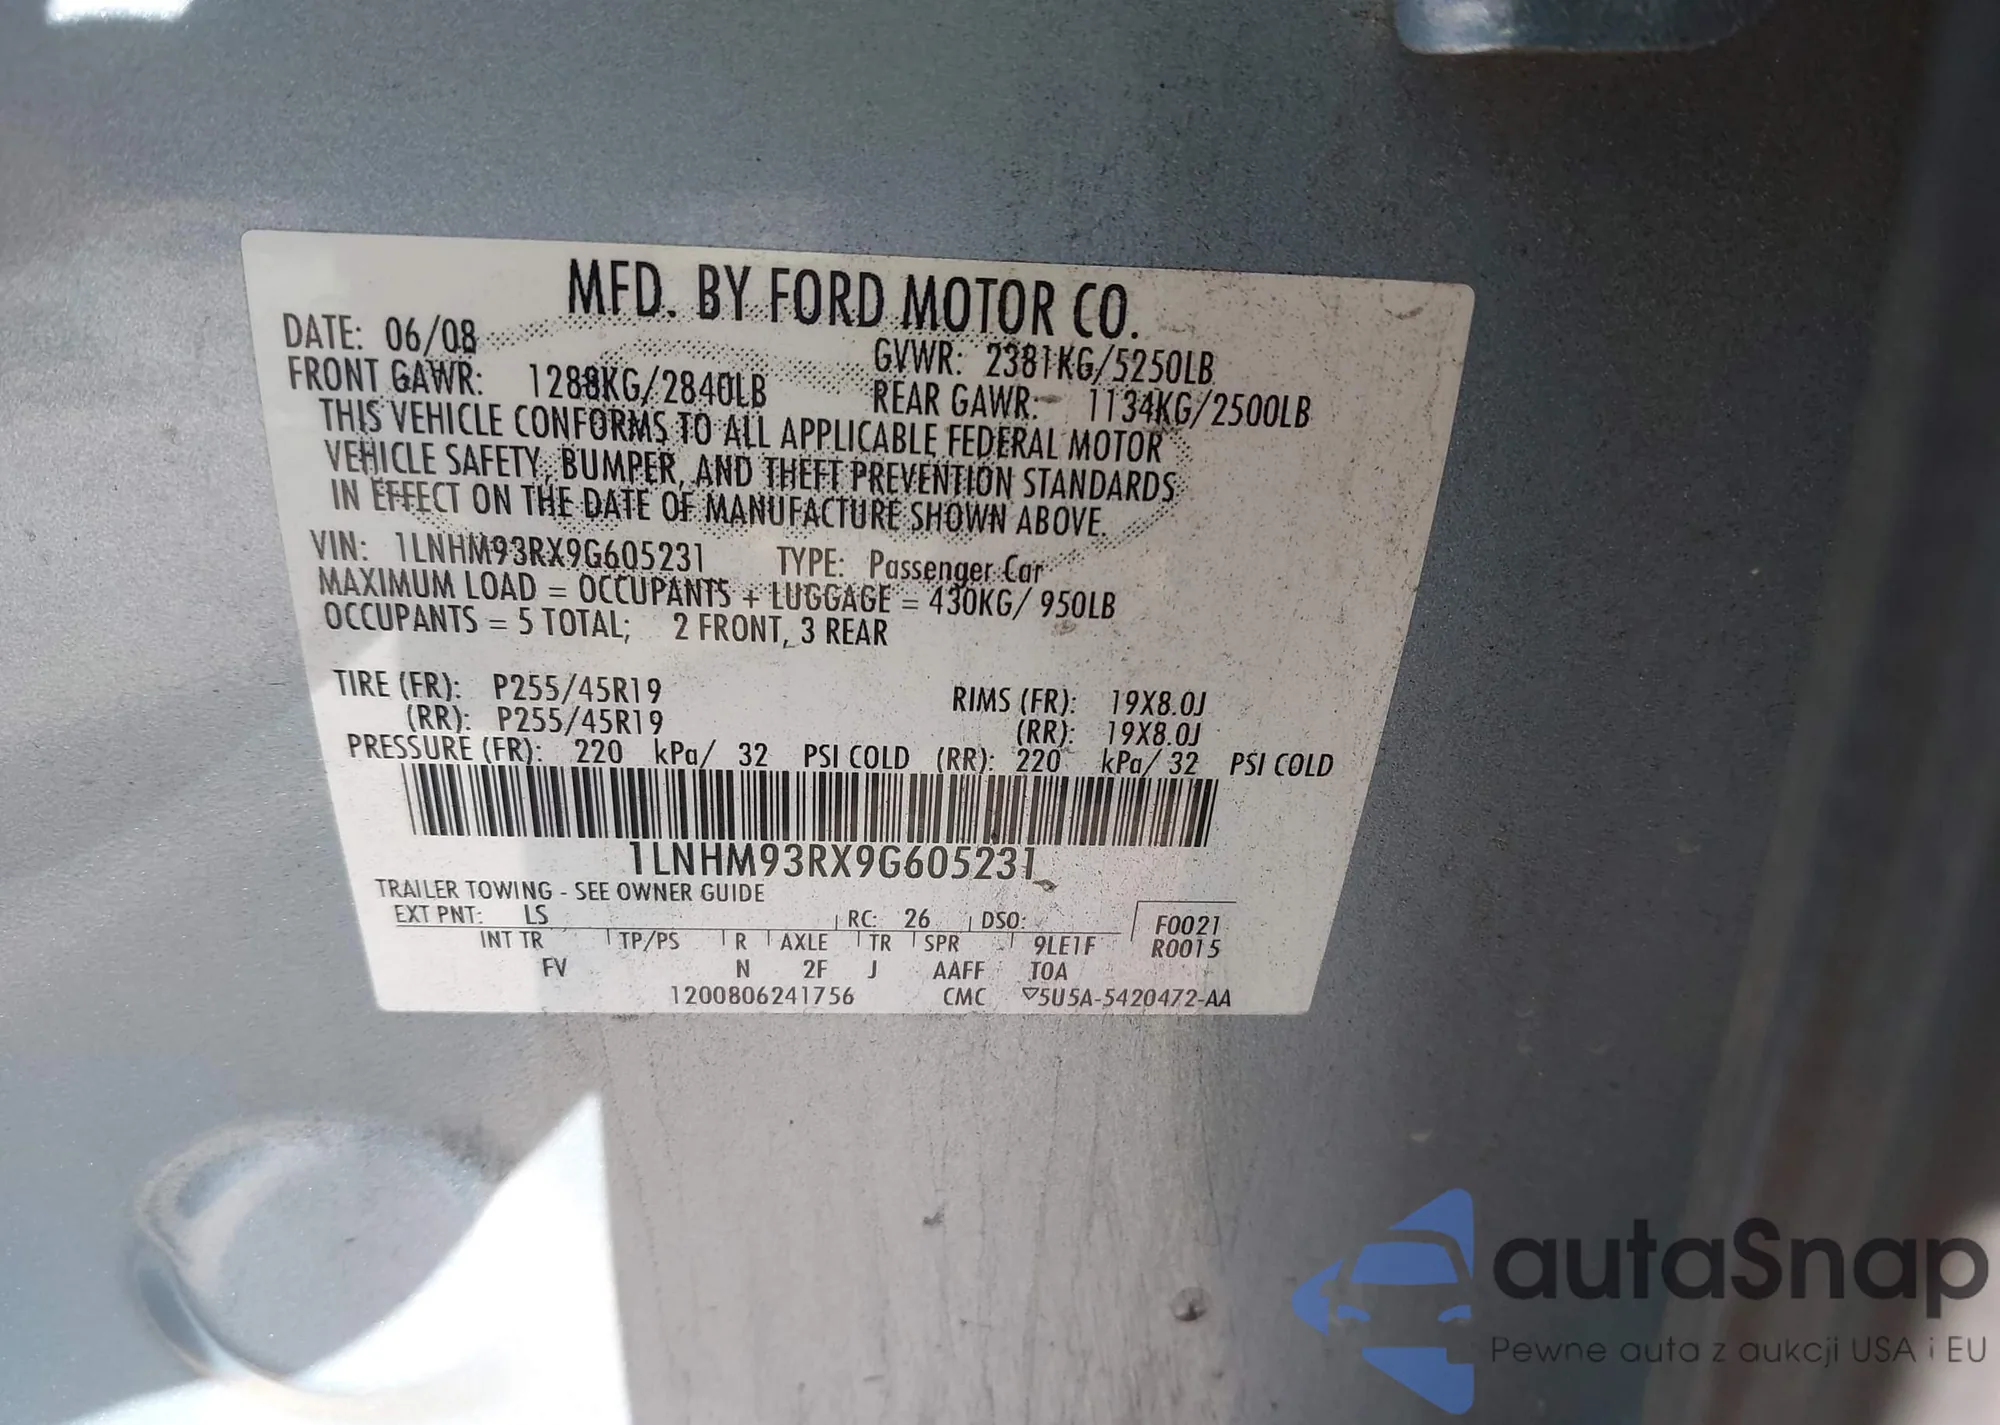 MFD. BY FORD MOTOR CO.
DATE: 06/08
GVWR: 2381KG/5250LB
FRONT GAWR: 1288KG/2840LB
REAR GAWR: 1134KG/2500LB
THIS VEHICLE CONFORMS TO ALL APPLICABLE FEDERAL MOTOR
VEHICLE SAFETY, BUMPER, AND THEFT PREVENTION STANDARDS
IN EFFECT ON THE DATE OF MANUFACTURE SHOWN ABOVE.
VIN: 1LNHM93RX9G605231 TYPE: Passenger Car
MAXIMUM LOAD = OCCUPANTS + LUGGAGE = 430KG/ 950LB
OCCUPANTS = 5 TOTAL; 2 FRONT, 3 REAR
TIRE (FR): P255/45R19 RIMS (FR): 19X8.0J
(RR): P255/45R19 (RR): 19X8.0J
PRESSURE (FR): 220 kPa/ 32 PSI COLD (RR): 220 kPa/ 32 PSI COLD
1LNHM93RX9G605231
TRAILER TOWING - SEE OWNER GUIDE
EXT PNT: LS RC: 26 DSO: F0021
INT TR TP/PS R AXLE TR SPR 9LE1F R0015
FV N 2F J AAFF TOA
1200806241756 CMC ▽5U5A-5420472-AA
autaSnap
Pewne auta z aukcji USA i EU